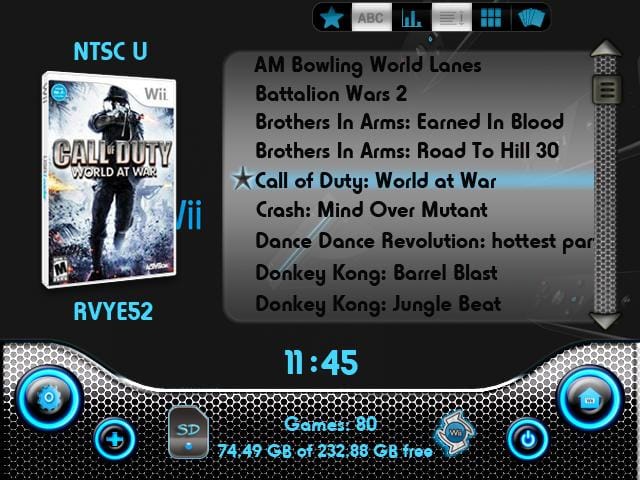 ABC
NTSC U
Wii
CALL OF DUTY
WORLD AT WAR
M
ACTIVISION
Wii
RVYE52
AM Bowling World Lanes
Battalion Wars 2
Brothers In Arms: Earned In Blood
Brothers In Arms: Road To Hill 30
Call of Duty: World at War
Crash: Mind Over Mutant
Dance Dance Revolution: hottest par
Donkey Kong: Barrel Blast
Donkey Kong: Jungle Beat
11:45
SD
Games: 80
74.49 GB of 232.88 GB free
Wii
Wii